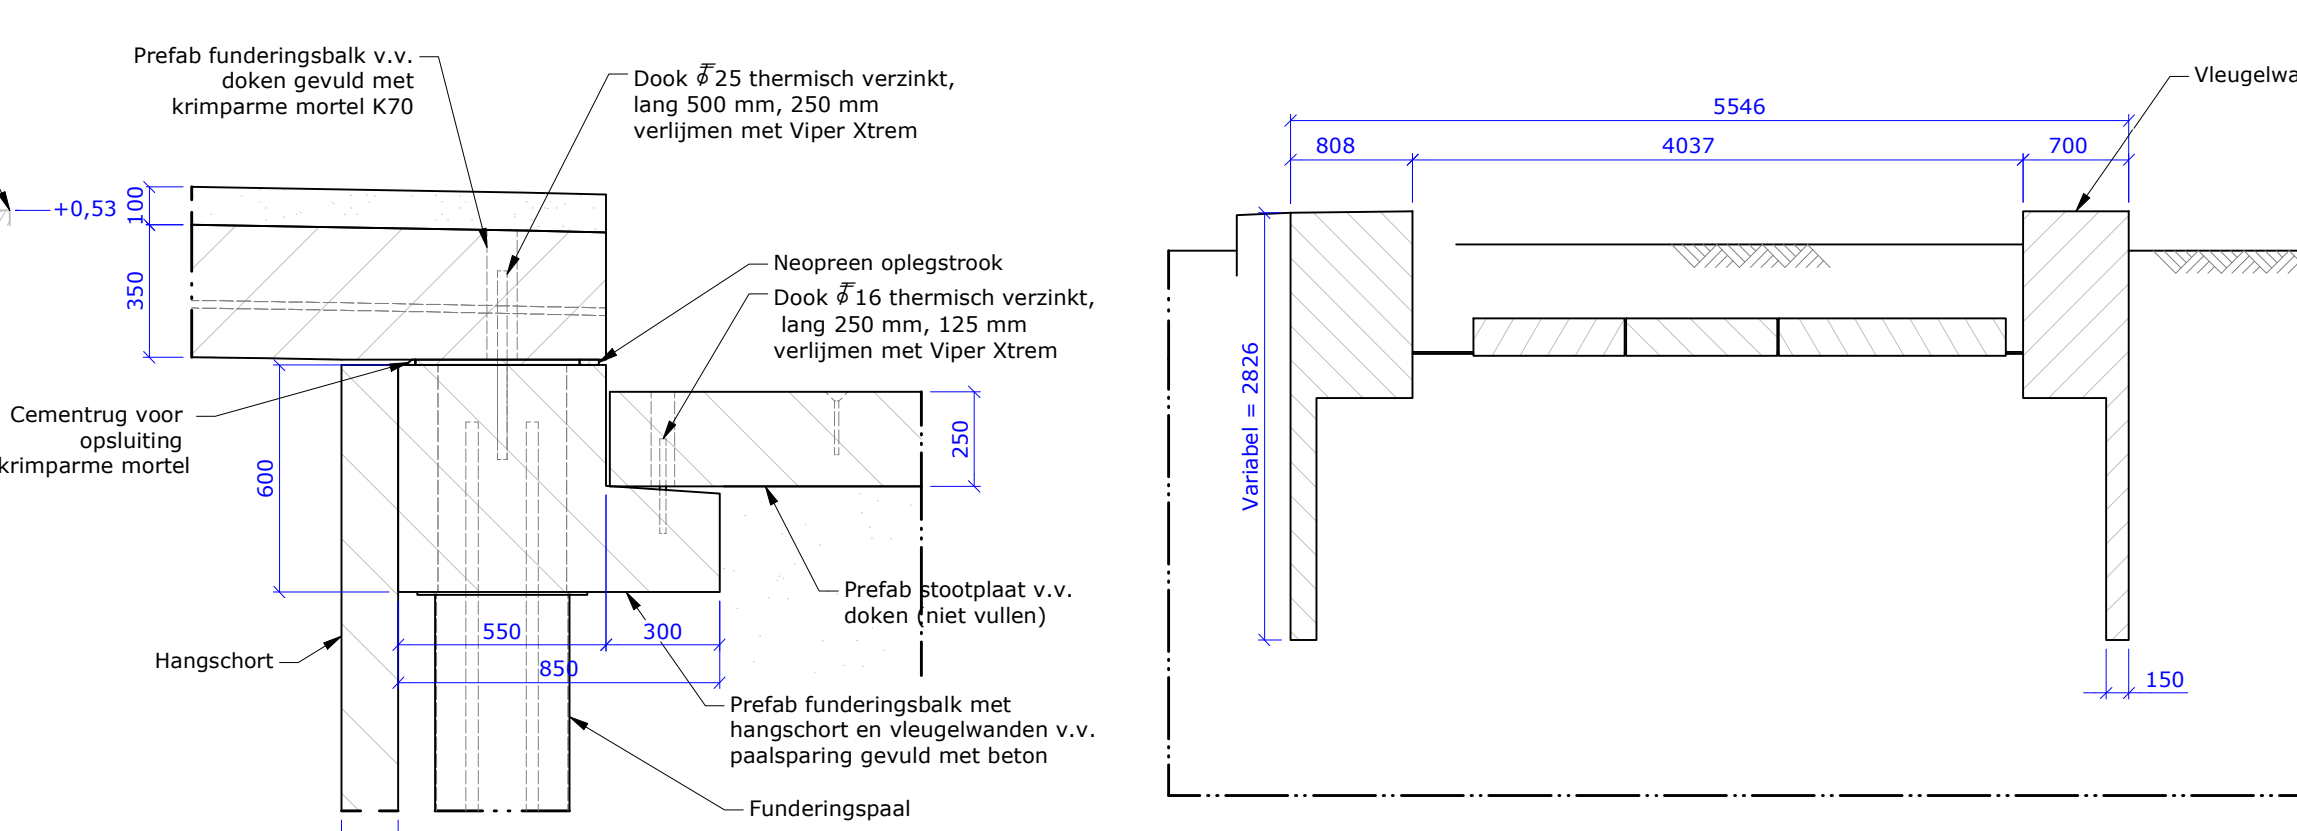 Prefab funderingsbalk v.v.
doken gevuld met
krimparme mortel K70
Dook 25 thermisch verzinkt,
lang 500 mm, 250 mm
verlijmen met Viper Xtrem
+0,53
100
350
Neopreen oplegstrook
Dook 16 thermisch verzinkt,
lang 250 mm, 125 mm
verlijmen met Viper Xtrem
Cementrug voor
opsluiting
krimparme mortel
600
250
550
300
850
Prefab stootplaat v.v.
doken (niet vullen)
Hangschort
Prefab funderingsbalk met
hangschort en vleugelwanden v.v.
paalsparing gevuld met beton
Funderingspaal
5546
808
4037
700
Vleugelwa
Variabel = 2826
150